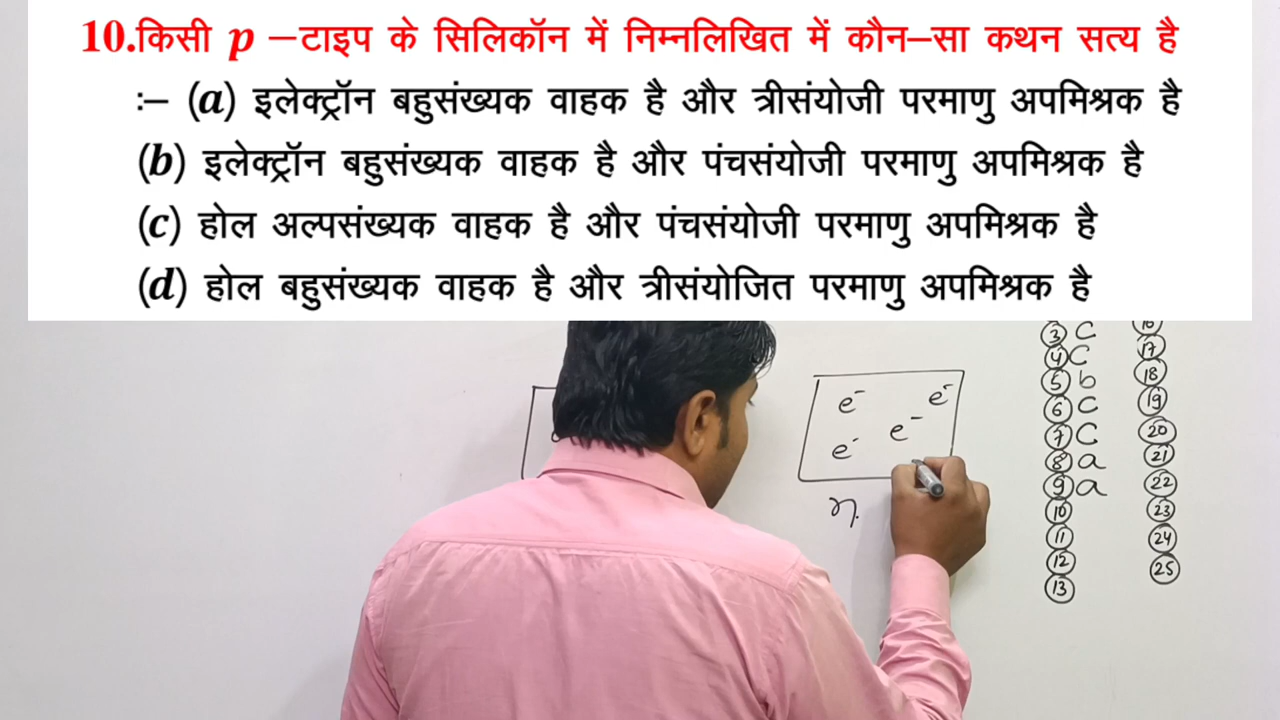 10.किसी p –टाइप के सिलिकॉन में निम्नलिखित में कौन–सा कथन सत्य है
:– (a) इलेक्ट्रॉन बहुसंख्यक वाहक है और त्रीसंयोजी परमाणु अपमिश्रक है
(b) इलेक्ट्रॉन बहुसंख्यक वाहक है और पंचसंयोजी परमाणु अपमिश्रक है
(c) होल अल्पसंख्यक वाहक है और पंचसंयोजी परमाणु अपमिश्रक है
(d) होल बहुसंख्यक वाहक है और त्रीसंयोजित परमाणु अपमिश्रक है
e⁻ e⁻
e⁻ e⁻
n
3 C
4 C
5 b
6 C
7 C
8 a
9 a
10
11
12
13
16
17
18
19
20
21
22
23
24
25